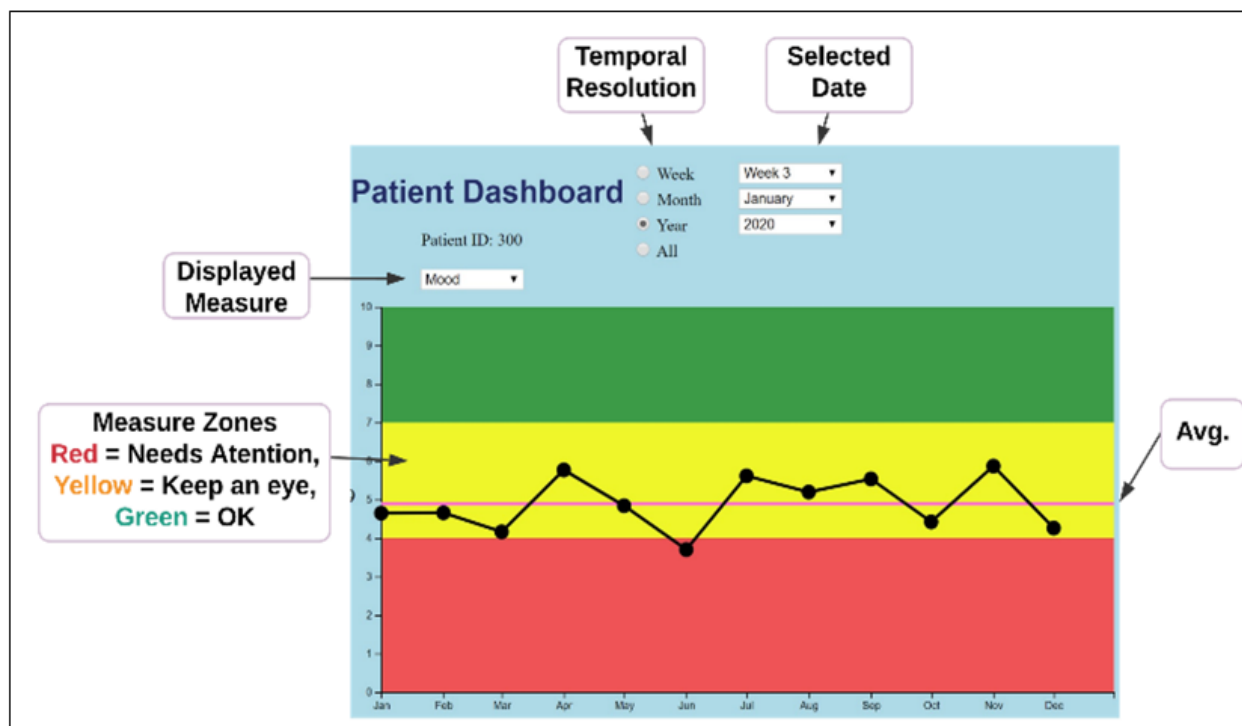 Temporal
Resolution
Selected
Date
Patient Dashboard
Week
Month
Year
All
Week 3
January
2020
Patient ID: 300
Mood
Displayed
Measure
Measure Zones
Red = Needs Atention,
Yellow = Keep an eye,
Green = OK
Avg.
10
9
8
7
6
5
4
3
2
1
0
Jan Feb Mar Apr May Jun Jul Aug Sep Oct Nov Dec